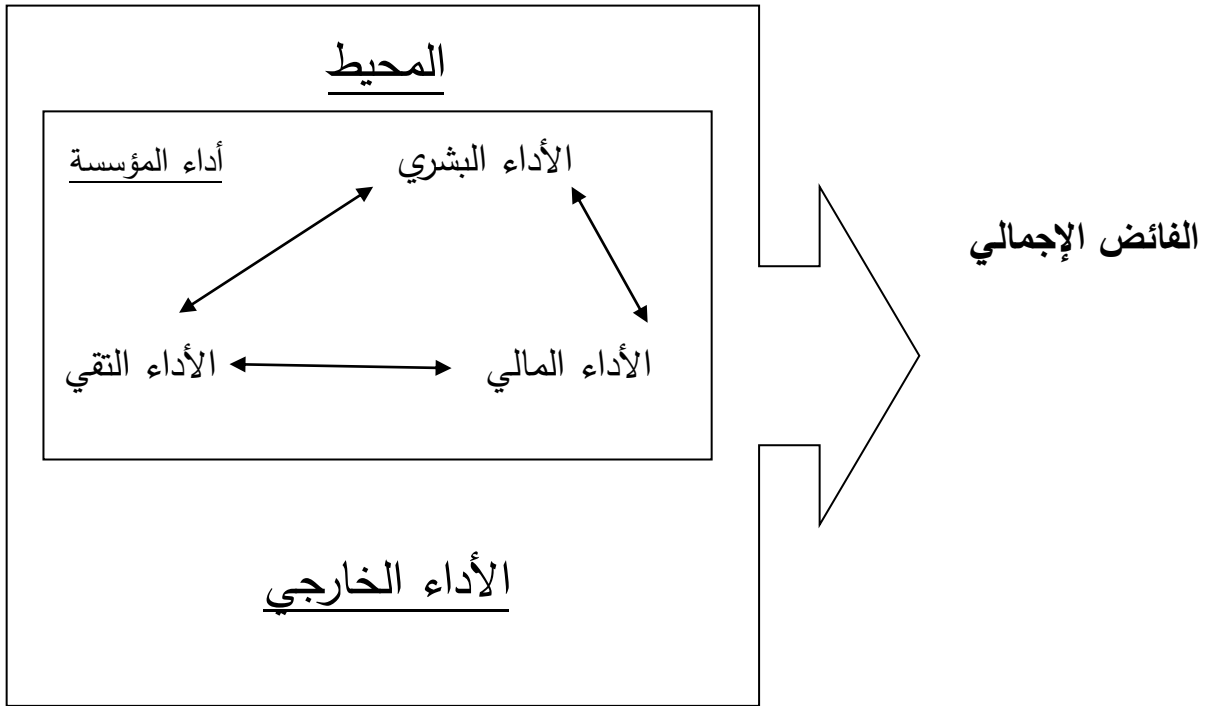 المحيط
أداء المؤسسة
الأداء البشري
الفائض الإجمالي
الأداء المالي
الأداء التقي
الأداء الخارجي